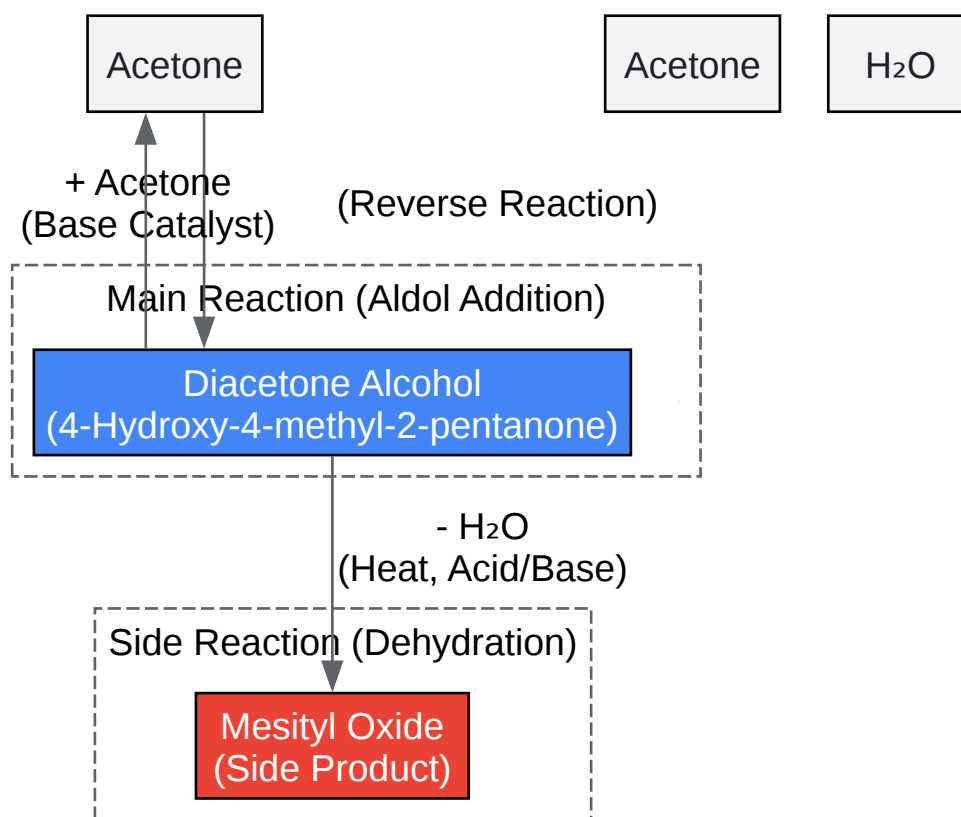 Acetone
Acetone
H₂O
+ Acetone
(Base Catalyst)
(Reverse Reaction)
Main Reaction (Aldol Addition)
Diacetone Alcohol
(4-Hydroxy-4-methyl-2-pentanone)
- H₂O
(Heat, Acid/Base)
Side Reaction (Dehydration)
Mesityl Oxide
(Side Product)